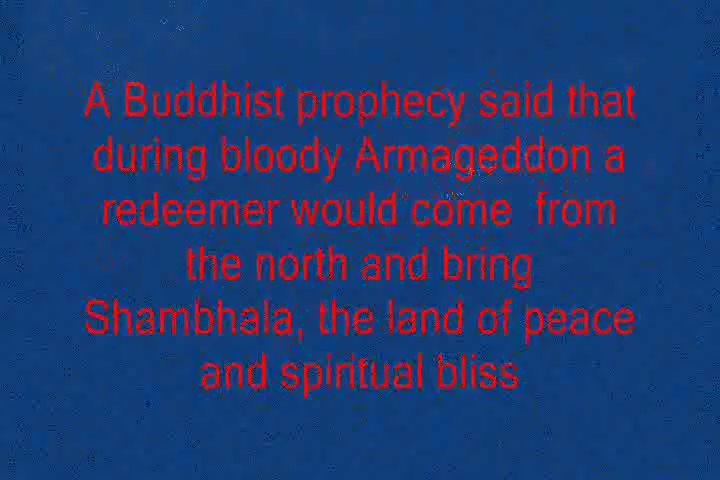 A Buddhist prophecy said that
during bloody Armageddon a
redeemer would come  from
the north and bring
Shambhala, the land of peace
and spiritual bliss